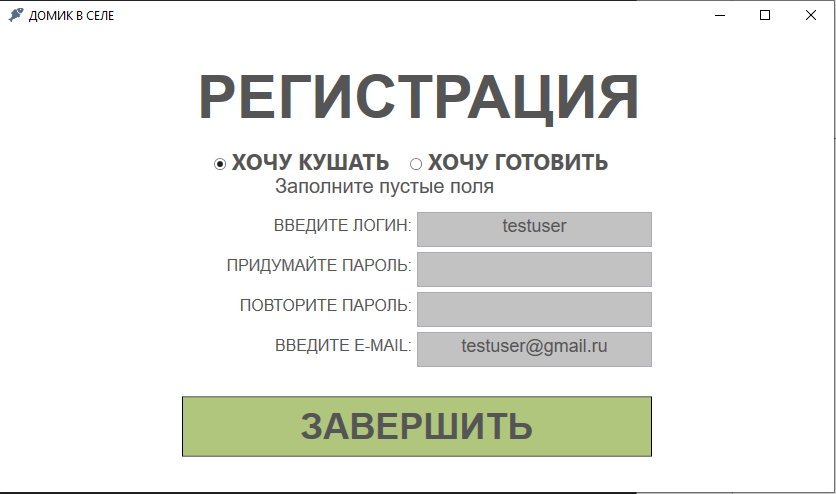 ДОМИК В СЕЛЕ
РЕГИСТРАЦИЯ
ХОЧУ КУШАТЬ ХОЧУ ГОТОВИТЬ
Заполните пустые поля
ВВЕДИТЕ ЛОГИН: testuser
ПРИДУМАЙТЕ ПАРОЛЬ:
ПОВТОРИТЕ ПАРОЛЬ:
ВВЕДИТЕ E-MAIL: testuser@gmail.ru
ЗАВЕРШИТЬ